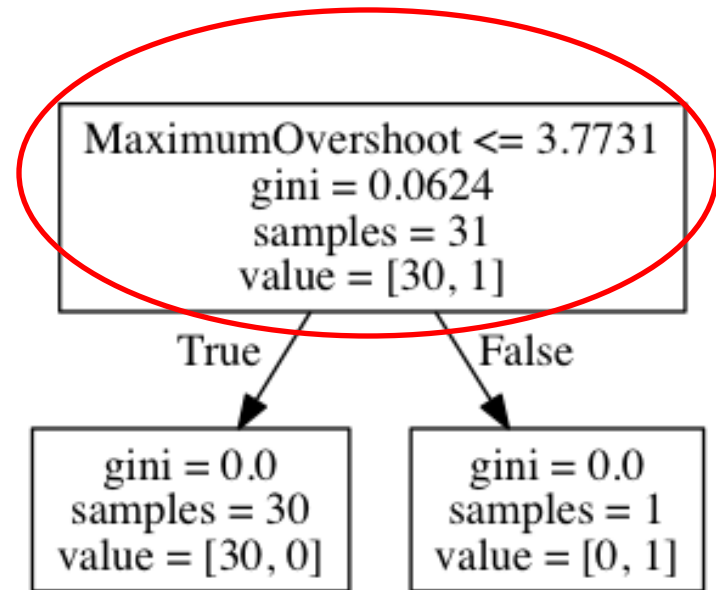 MaximumOvershoot <= 3.7731
gini = 0.0624
samples = 31
value = [30, 1]
True
False
gini = 0.0
samples = 30
value = [30, 0]
gini = 0.0
samples = 1
value = [0, 1]